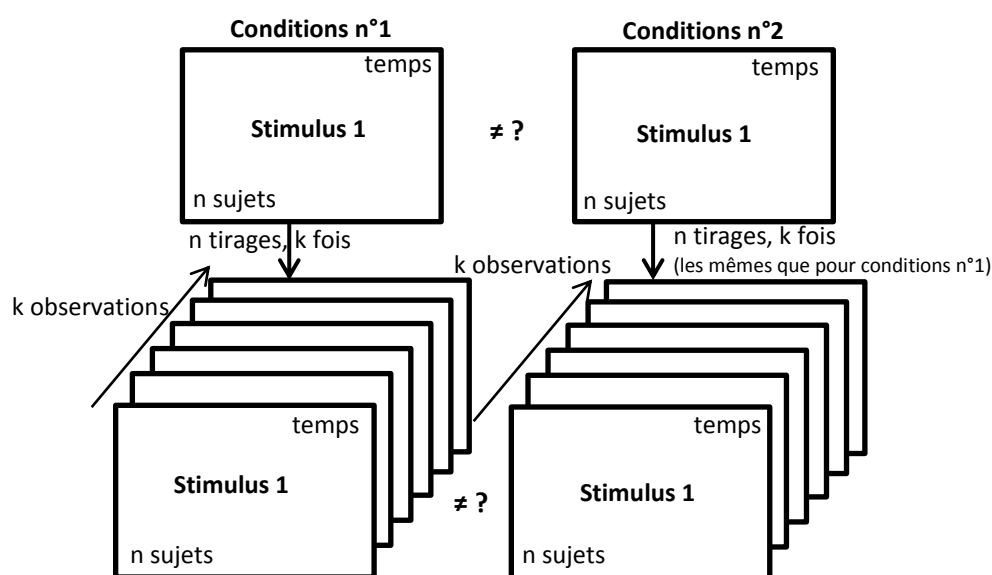 Conditions n°1
temps
Stimulus 1
n sujets
≠ ?
Conditions n°2
temps
Stimulus 1
n sujets
n tirages, k fois
n tirages, k fois
(les mêmes que pour conditions n°1)
k observations
k observations
temps
Stimulus 1
n sujets
≠ ?
temps
Stimulus 1
n sujets